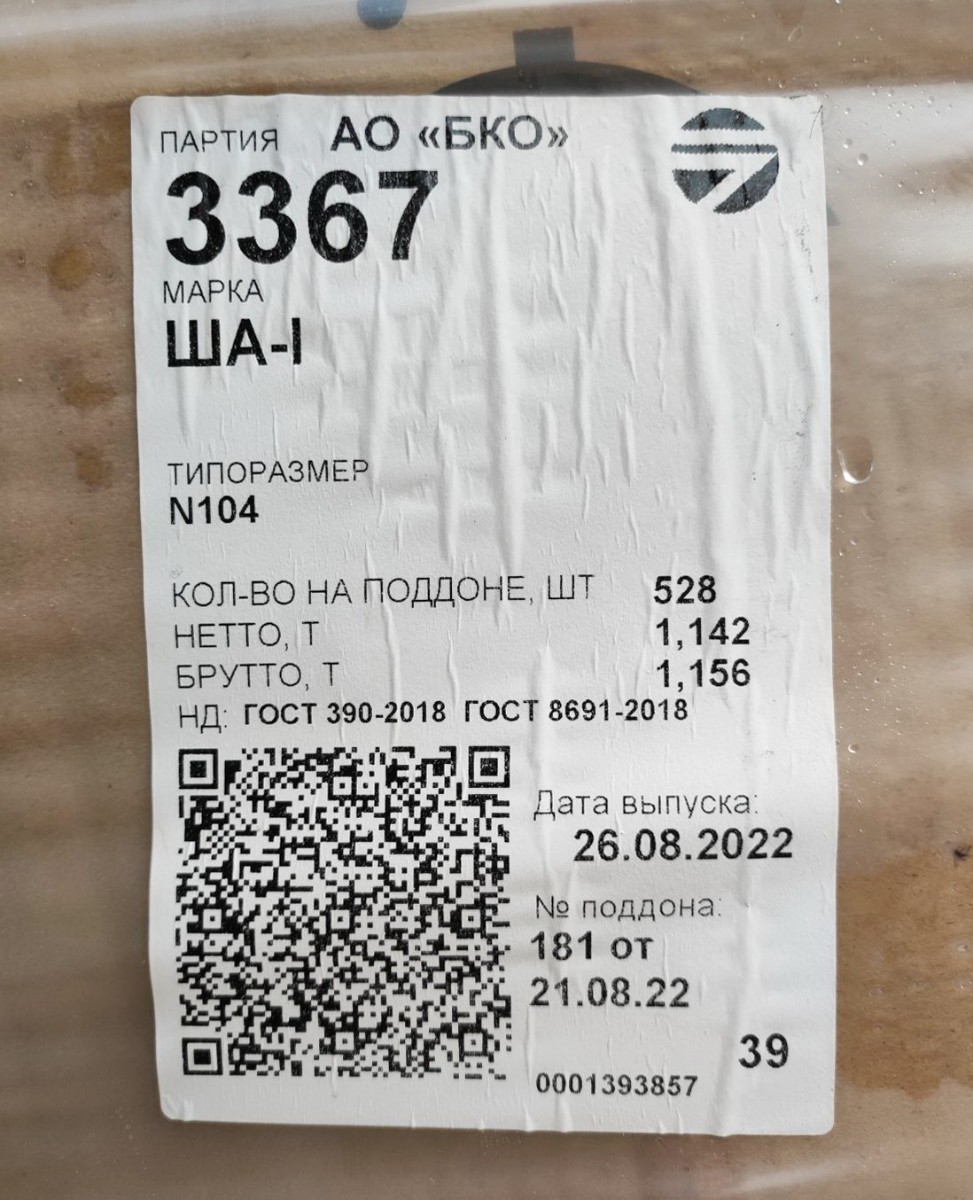 ПАРТИЯ АО «БКО»
3367
МАРКА
ША-I
ТИПОРАЗМЕР
N104
КОЛ-ВО НА ПОДДОНЕ, ШТ 528
НЕТТО, Т 1,142
БРУТТО, Т 1,156
НД: ГОСТ 390-2018 ГОСТ 8691-2018
Дата выпуска:
26.08.2022
№ поддона:
181 от
21.08.22
39
0001393857